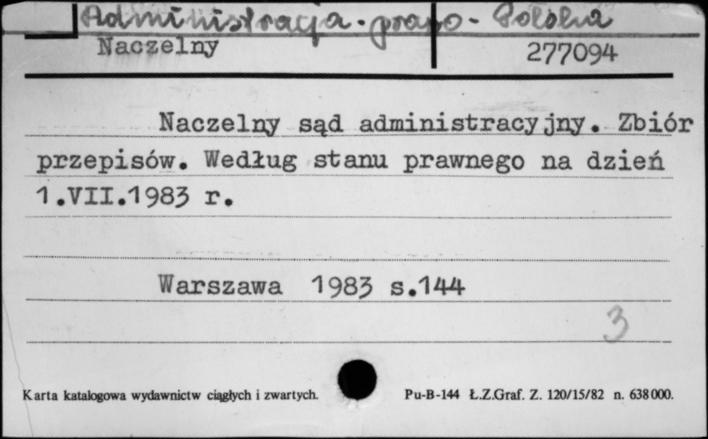 Administracja - prawo - Polska
Naczelny 277094
Naczelny sąd administracyjny. Zbiór
przepisów. Według stanu prawnego na dzień
1.VII.1983 r.
Warszawa 1983 s.144
3
Karta katalogowa wydawnictw ciągłych i zwartych. Pu-B-144 Ł.Z.Graf. Z. 120/15/82 n. 638000.